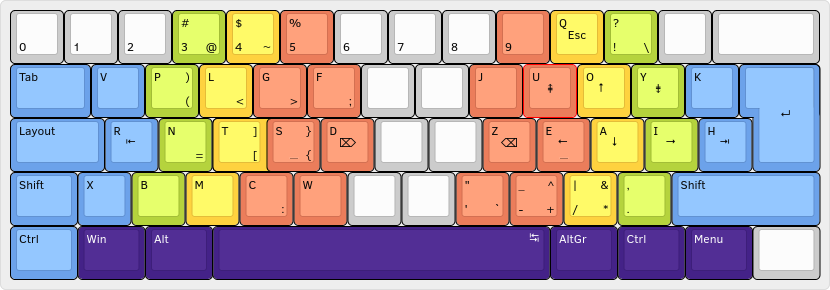 # $ % Q ?
Esc
0 1 2 3 @ 4 ~ 5 6 7 8 9 ! \
Tab V P ) L G F J U ⇞ O ↑ Y ⇟ K
( < > ; ↵
Layout R ⇤ N T ] S } D ⌦ Z ⌫ E ← A ↓ I → H ⇥
= [ _ { _
Shift X B M C W " _ ^ | & , Shift
: ' ` - + / * .
Ctrl Win Alt ↹ AltGr Ctrl Menu